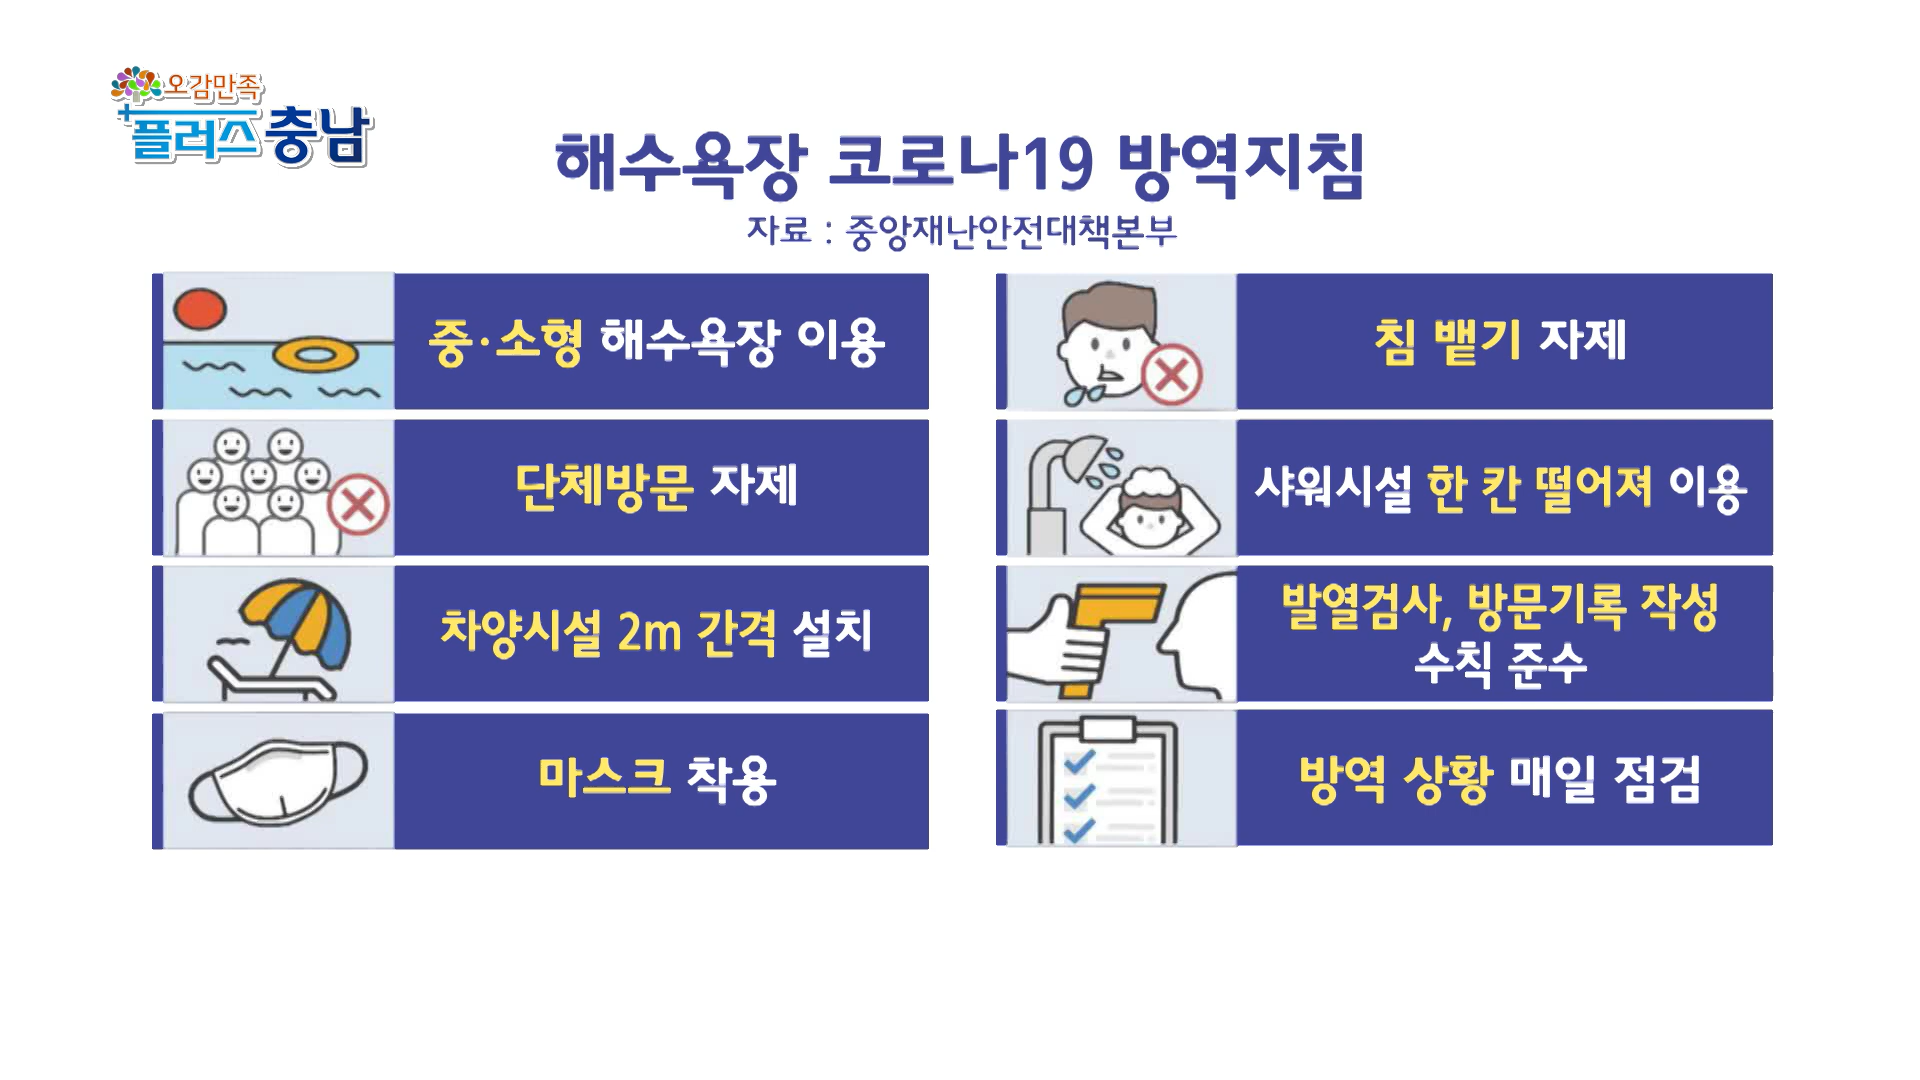 오감만족
+플러스충남
해수욕장 코로나19 방역지침
자료 : 중앙재난안전대책본부
중·소형 해수욕장 이용
단체방문 자제
차양시설 2m 간격 설치
마스크 착용
침 뱉기 자제
샤워시설 한 칸 떨어져 이용
발열검사, 방문기록 작성
수칙 준수
방역 상황 매일 점검